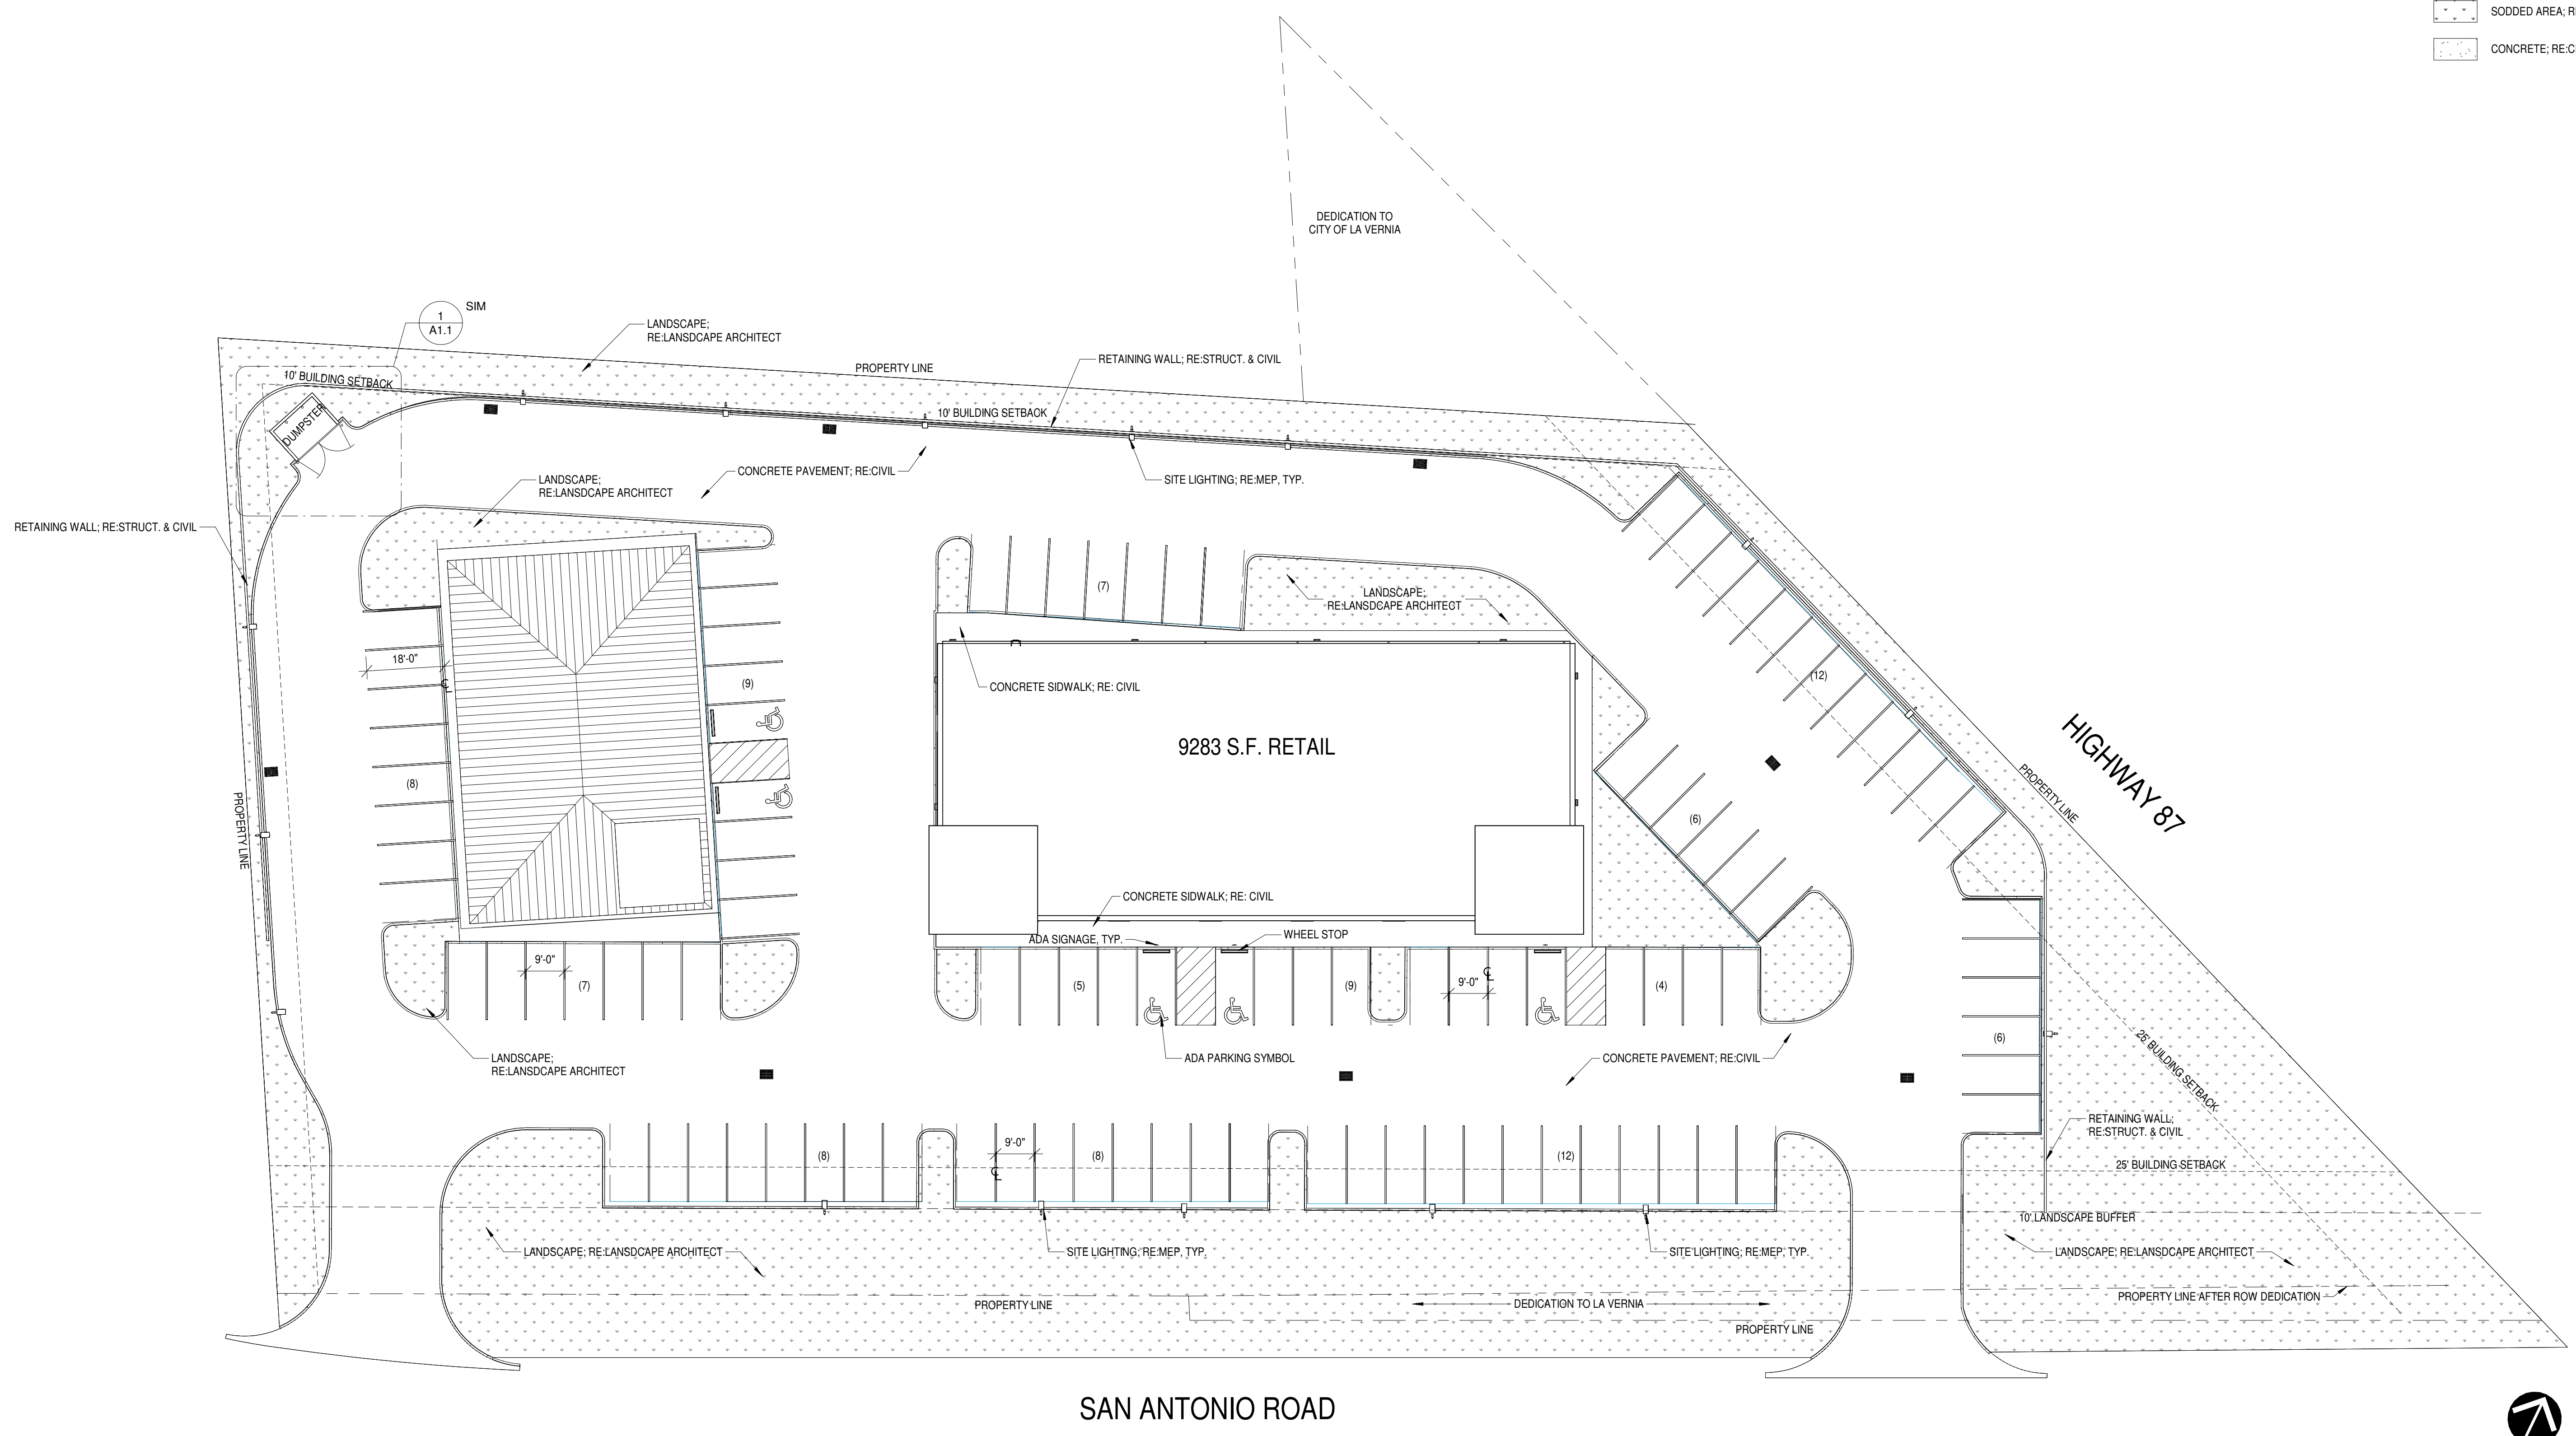 SODDED AREA; R
CONCRETE; RE:C
DEDICATION TO
CITY OF LA VERNIA
1
A1.1
SIM
LANDSCAPE;
RE:LANSDCAPE ARCHITECT
PROPERTY LINE
RETAINING WALL; RE:STRUCT. & CIVIL
10' BUILDING SETBACK
10' BUILDING SETBACK
DUMPSTER
CONCRETE PAVEMENT; RE:CIVIL
SITE LIGHTING; RE:MEP, TYP.
LANDSCAPE;
RE:LANSDCAPE ARCHITECT
RETAINING WALL; RE:STRUCT. & CIVIL
(7)
LANDSCAPE;
RE:LANSDCAPE ARCHITECT
18'-0"
CL
(9)
CONCRETE SIDWALK; RE: CIVIL
(12)
HIGHWAY 87
PROPERTY LINE
9283 S.F. RETAIL
(8)
PROPERTY LINE
(6)
CONCRETE SIDWALK; RE: CIVIL
ADA SIGNAGE, TYP.
WHEEL STOP
9'-0"
(7)
(5)
(9)
CL
9'-0"
(4)
(6)
25' BUILDING SETBACK
LANDSCAPE;
RE:LANSDCAPE ARCHITECT
ADA PARKING SYMBOL
CONCRETE PAVEMENT; RE:CIVIL
RETAINING WALL;
RE:STRUCT. & CIVIL
(8)
9'-0"
CL
(8)
(12)
25' BUILDING SETBACK
10' LANDSCAPE BUFFER
LANDSCAPE; RE:LANSDCAPE ARCHITECT
SITE LIGHTING; RE:MEP, TYP.
SITE LIGHTING; RE:MEP, TYP.
LANDSCAPE; RE:LANSDCAPE ARCHITECT
PROPERTY LINE
DEDICATION TO LA VERNIA
PROPERTY LINE AFTER ROW DEDICATION
PROPERTY LINE
SAN ANTONIO ROAD